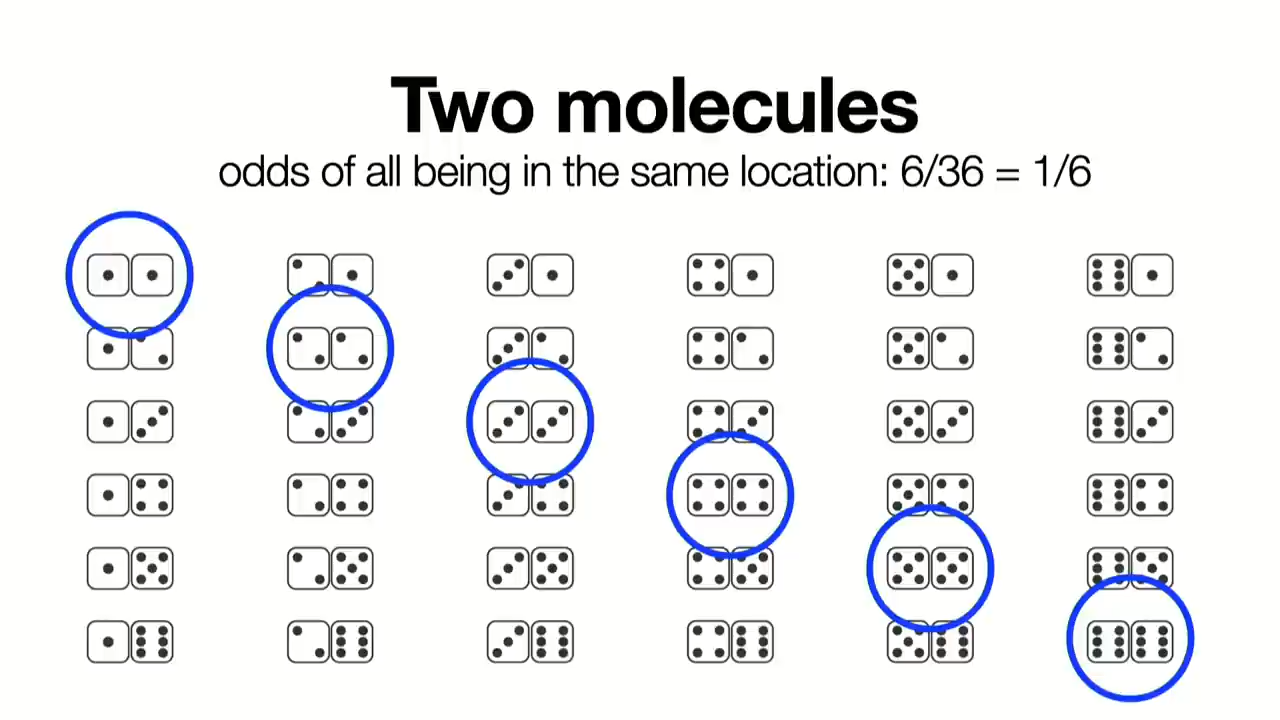 Two molecules
odds of all being in the same location: 6/36 = 1/6